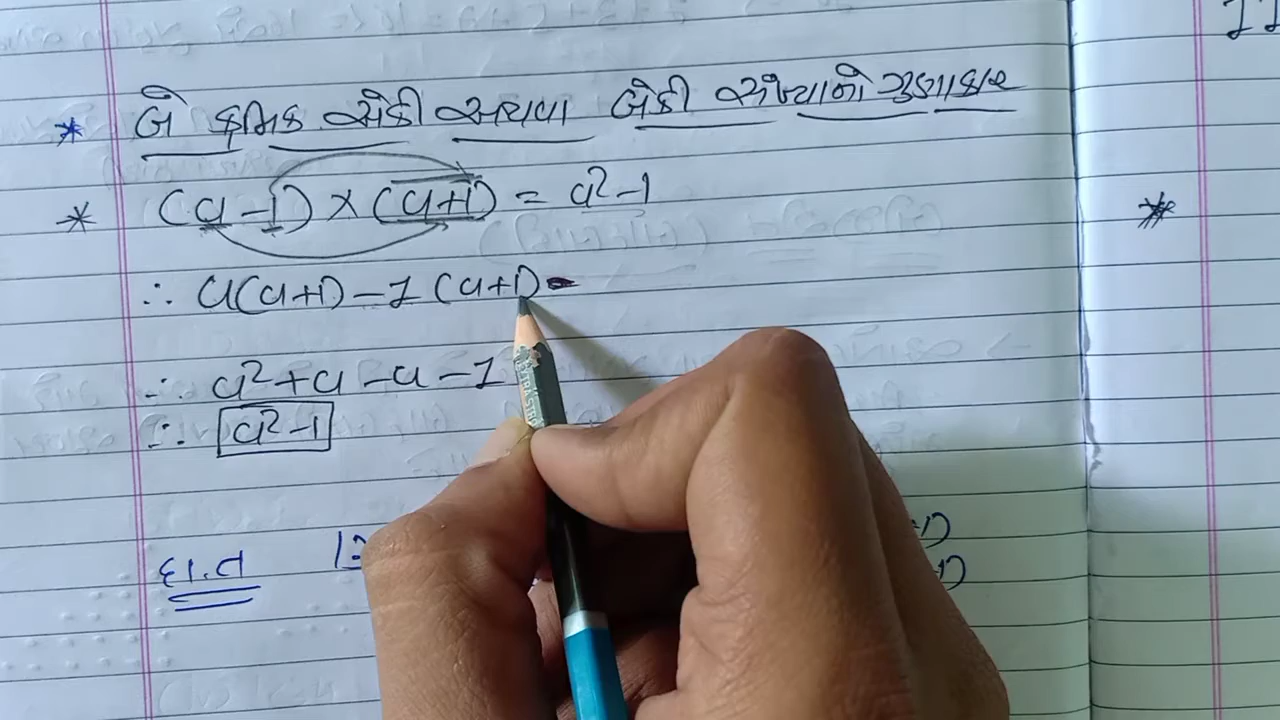 * બે ક્રમિક એકી અથવા બેકી સંખ્યાનો ગુણાકાર
* (a-1) × (a+1) = a²-1
∴ a(a+1) - 1 (a+1)
∴ a²+a-a-1
∴ a²-1
દા.ત
*